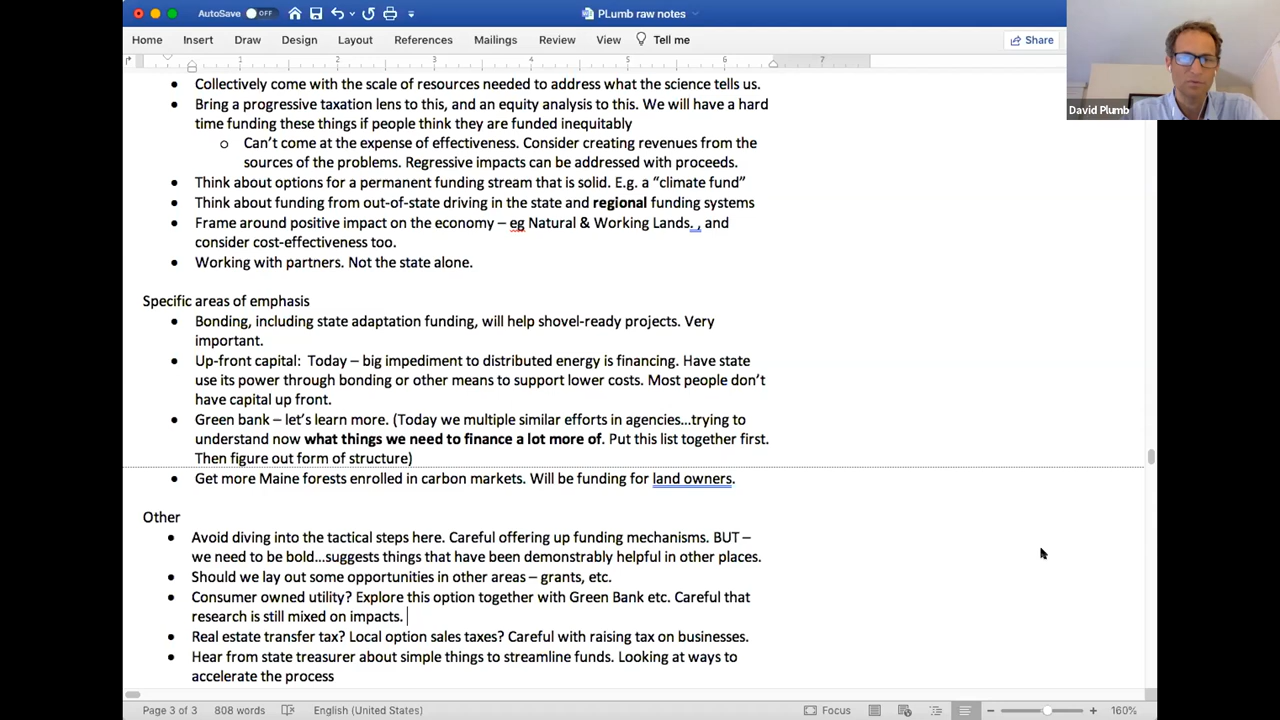 AutoSave OFF
PLumb raw notes
Home Insert Draw Design Layout References Mailings Review View Tell me
Share
David Plumb
1 2 3 4 5 6 7
• Collectively come with the scale of resources needed to address what the science tells us.
• Bring a progressive taxation lens to this, and an equity analysis to this. We will have a hard
time funding these things if people think they are funded inequitably
o Can't come at the expense of effectiveness. Consider creating revenues from the
sources of the problems. Regressive impacts can be addressed with proceeds.
• Think about options for a permanent funding stream that is solid. E.g. a “climate fund”
• Think about funding from out-of-state driving in the state and regional funding systems
• Frame around positive impact on the economy – eg Natural & Working Lands. , and
consider cost-effectiveness too.
• Working with partners. Not the state alone.
Specific areas of emphasis
• Bonding, including state adaptation funding, will help shovel-ready projects. Very
important.
• Up-front capital: Today – big impediment to distributed energy is financing. Have state
use its power through bonding or other means to support lower costs. Most people don't
have capital up front.
• Green bank – let's learn more. (Today we multiple similar efforts in agencies…trying to
understand now what things we need to finance a lot more of. Put this list together first.
Then figure out form of structure)
• Get more Maine forests enrolled in carbon markets. Will be funding for land owners.
Other
• Avoid diving into the tactical steps here. Careful offering up funding mechanisms. BUT –
we need to be bold…suggests things that have been demonstrably helpful in other places.
• Should we lay out some opportunities in other areas – grants, etc.
• Consumer owned utility? Explore this option together with Green Bank etc. Careful that
research is still mixed on impacts.
• Real estate transfer tax? Local option sales taxes? Careful with raising tax on businesses.
• Hear from state treasurer about simple things to streamline funds. Looking at ways to
accelerate the process
Page 3 of 3 808 words English (United States) Focus 160%